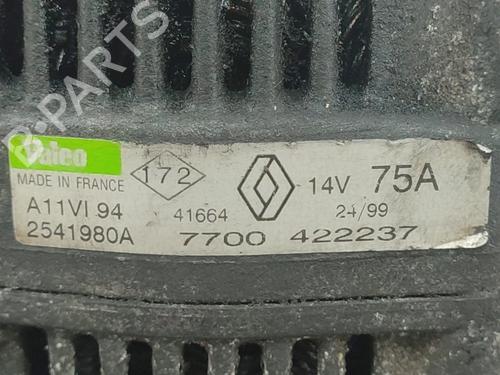 B-PARTS
Valeo
172
MADE IN FRANCE
14V 75A
A11VI 94
41664
24/99
2541980A
7700 422237